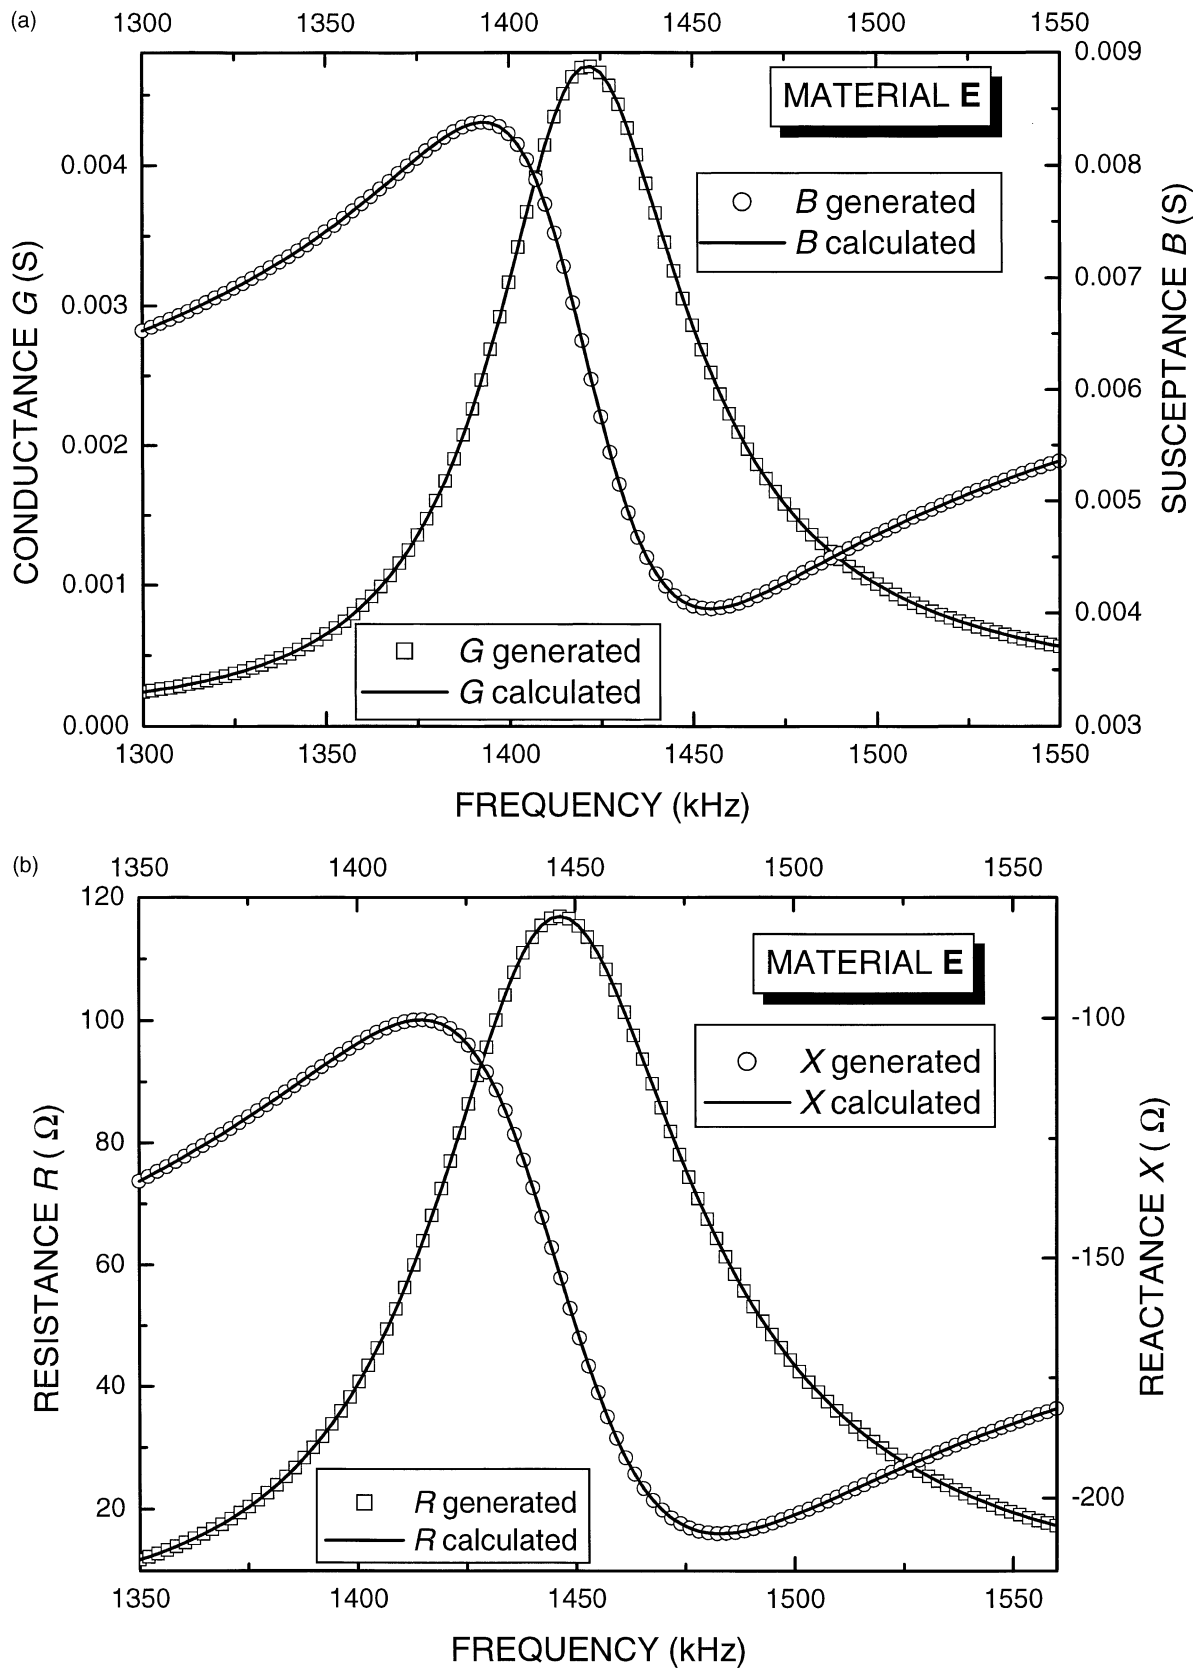 (a)
1300 1350 1400 1450 1500 1550
MATERIAL E
B generated
B calculated
G generated
G calculated
0.004
0.003
0.002
0.001
0.000
CONDUCTANCE G (S)
0.009
0.008
0.007
0.006
0.005
0.004
0.003
SUSCEPTANCE B (S)
1300 1350 1400 1450 1500 1550
FREQUENCY (kHz)
(b)
1350 1400 1450 1500 1550
MATERIAL E
X generated
X calculated
R generated
R calculated
120
100
80
60
40
20
RESISTANCE R ( Ω)
-100
-150
-200
REACTANCE X ( Ω)
1350 1400 1450 1500 1550
FREQUENCY (kHz)